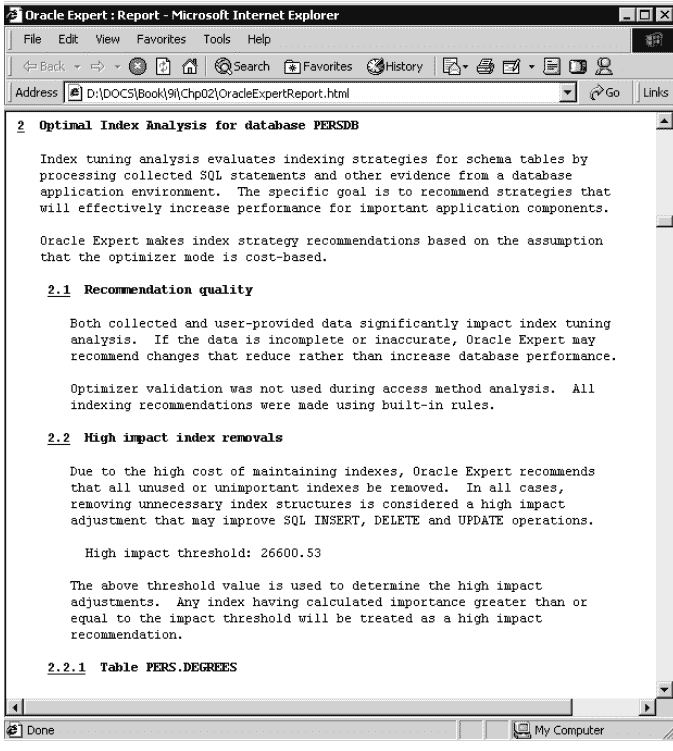 Oracle Expert : Report - Microsoft Internet Explorer
File Edit View Favorites Tools Help
Back Search Favorites History
Address D:\DOCS\Book\9i\Chp02\OracleExpertReport.html Go Links
2 Optimal Index Analysis for database PERSDB
Index tuning analysis evaluates indexing strategies for schema tables by
processing collected SQL statements and other evidence from a database
application environment. The specific goal is to recommend strategies that
will effectively increase performance for important application components.
Oracle Expert makes index strategy recommendations based on the assumption
that the optimizer mode is cost-based.
2.1 Recommendation quality
Both collected and user-provided data significantly impact index tuning
analysis. If the data is incomplete or inaccurate, Oracle Expert may
recommend changes that reduce rather than increase database performance.
Optimizer validation was not used during access method analysis. All
indexing recommendations were made using built-in rules.
2.2 High impact index removals
Due to the high cost of maintaining indexes, Oracle Expert recommends
that all unused or unimportant indexes be removed. In all cases,
removing unnecessary index structures is considered a high impact
adjustment that may improve SQL INSERT, DELETE and UPDATE operations.
High impact threshold: 26600.53
The above threshold value is used to determine the high impact
adjustments. Any index having calculated importance greater than or
equal to the impact threshold will be treated as a high impact
recommendation.
2.2.1 Table PERS.DEGREES
Done My Computer